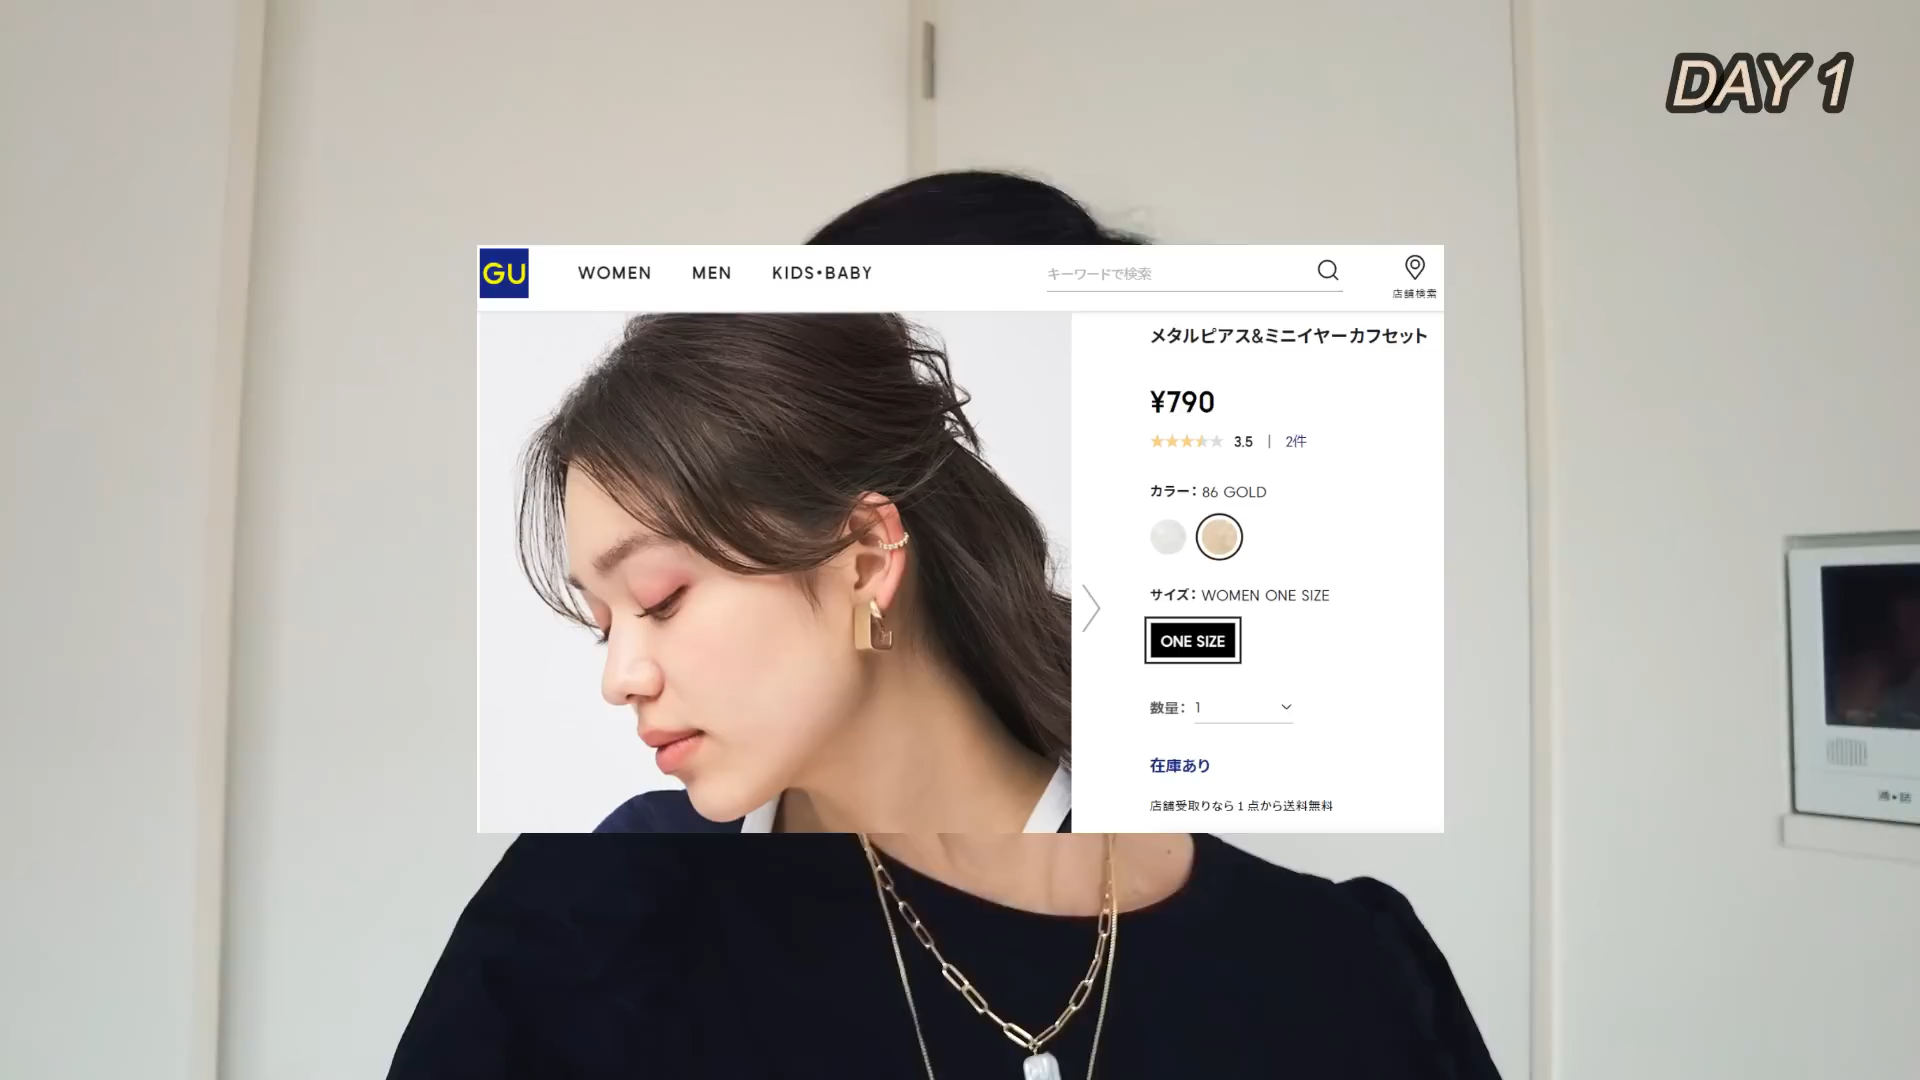 DAY 1
GU
WOMEN MEN KIDS•BABY
キーワードで検索
店舗検索
メタルピアス&ミニイヤーカフセット
¥790
3.5 | 2件
カラー: 86 GOLD
サイズ: WOMEN ONE SIZE
ONE SIZE
数量: 1
在庫あり
店舗受取りなら1点から送料無料
通•話